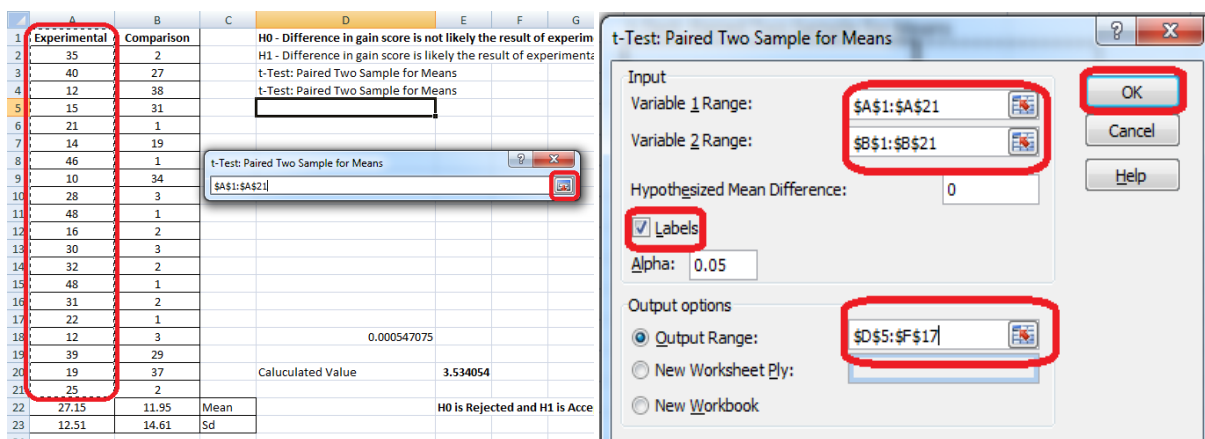 A B C D E F G
1 Experimental Comparison H0 - Difference in gain score is not likely the result of experim
2 35 2 H1 - Difference in gain score is likely the result of experimenta
3 40 27 t-Test: Paired Two Sample for Means
4 12 38 t-Test: Paired Two Sample for Means
5 15 31
6 21 1
7 14 19
8 46 1
9 10 34
10 28 3
11 48 1
12 16 2
13 30 3
14 32 2
15 48 1
16 31 2
17 22 1
18 12 3 0.000547075
19 39 29
20 19 37 Caluculated Value 3.534054
21 25 2
22 27.15 11.95 Mean H0 is Rejected and H1 is Acce
23 12.51 14.61 Sd
t-Test: Paired Two Sample for Means
$A$1:$A$21
t-Test: Paired Two Sample for Means
Input
Variable 1 Range: $A$1:$A$21
Variable 2 Range: $B$1:$B$21
Hypothesized Mean Difference: 0
Labels
Alpha: 0.05
Output options
Output Range: $D$5:$F$17
New Worksheet Ply:
New Workbook
OK
Cancel
Help